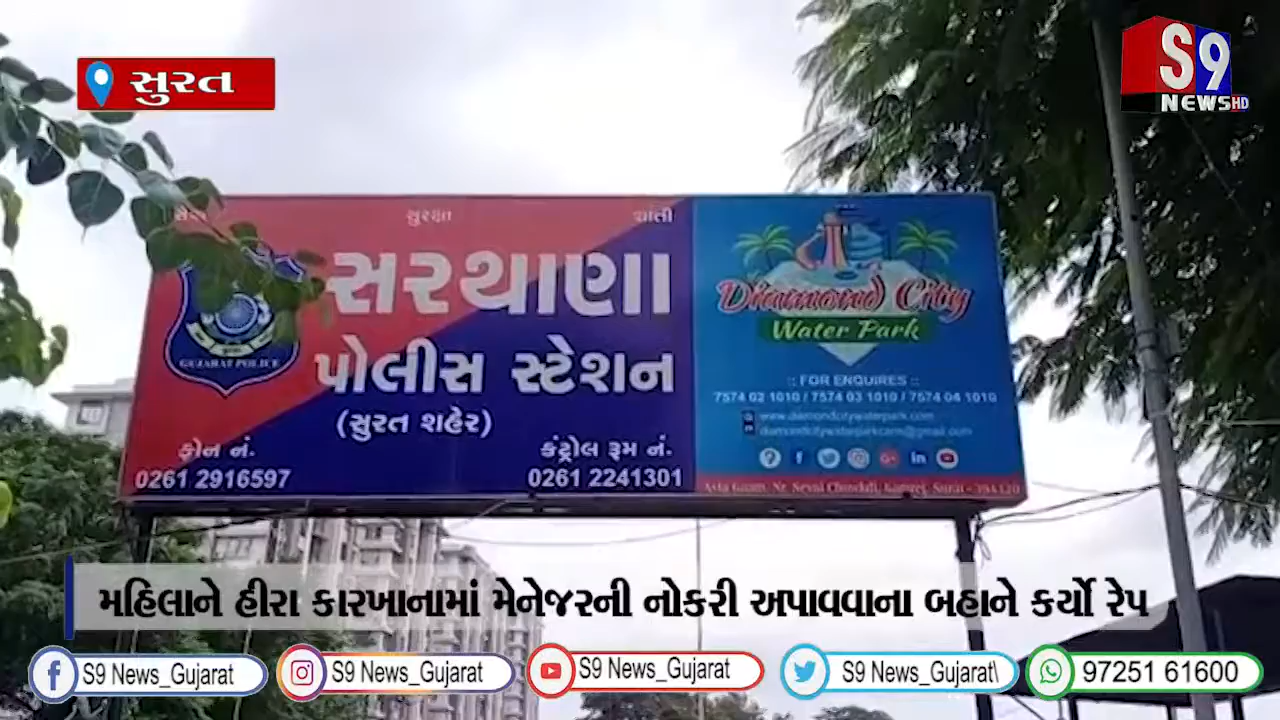 સુરત
S9
NEWS HD
સેવા સુરક્ષા શાંતી
સરથાણા
પોલીસ સ્ટેશન
(સુરત શહેર)
ફોન નં.
0261 2916597
કંટ્રોલ રૂમ નં.
0261 2241301
GUJARAT POLICE
Diamond City
Water Park
:: FOR ENQUIRES ::
7574 02 1010 / 7574 03 1010 / 7574 04 1010
www.diamondcitywaterpark.com
મહિલાને હીરા કારખાનામાં મેનેજરની નોકરી અપાવવાના બહાને કર્યો રેપ
S9 News_Gujarat
S9 News_Gujarat
S9 News_Gujarat
S9 News_Gujarat\
97251 61600